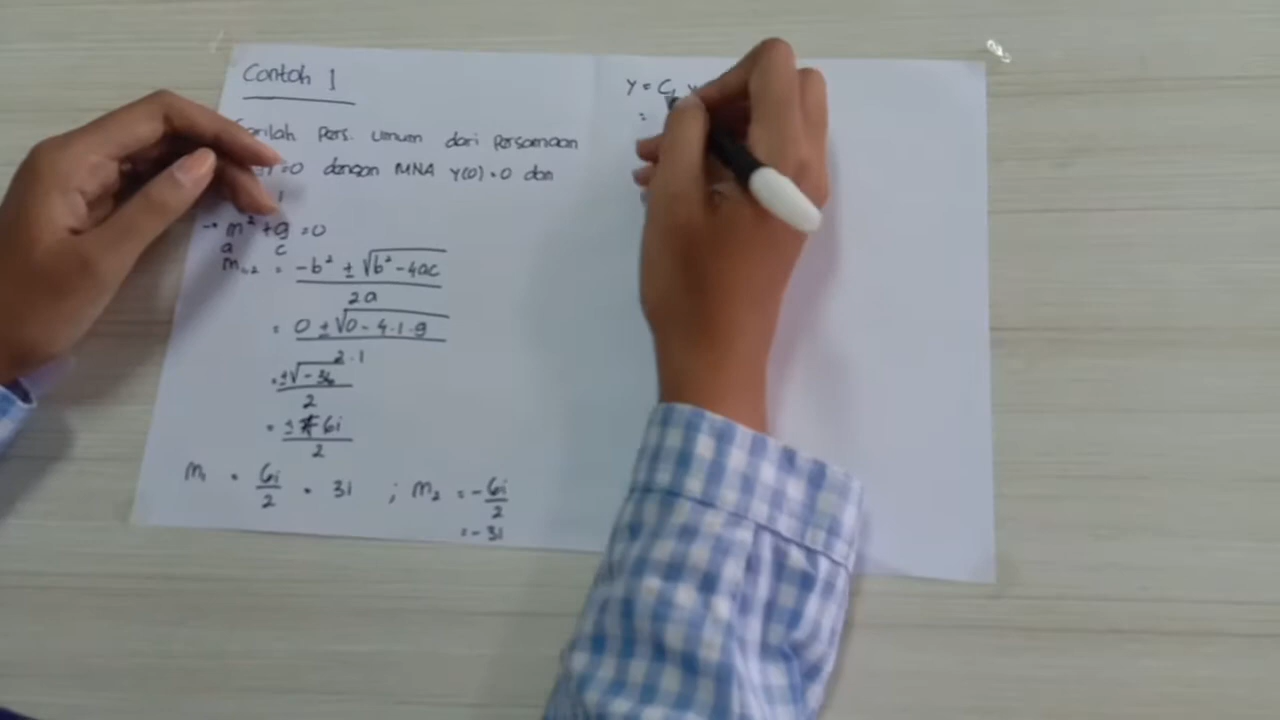 Contoh 1
Carilah Pers. Umum dari Persamaan
=0 dengan MNA Y(0)=0 dan
→ m² + 9 = 0
a c
m₁,₂ = -b² ± √b² - 4ac
2a
= 0 ± √0 - 4.1.9
2.1
= ±√-36
2
= ± 6i
2
m₁ = 6i/2 = 3i ; m₂ = -6i/2
= -3i
Y = C₁
=